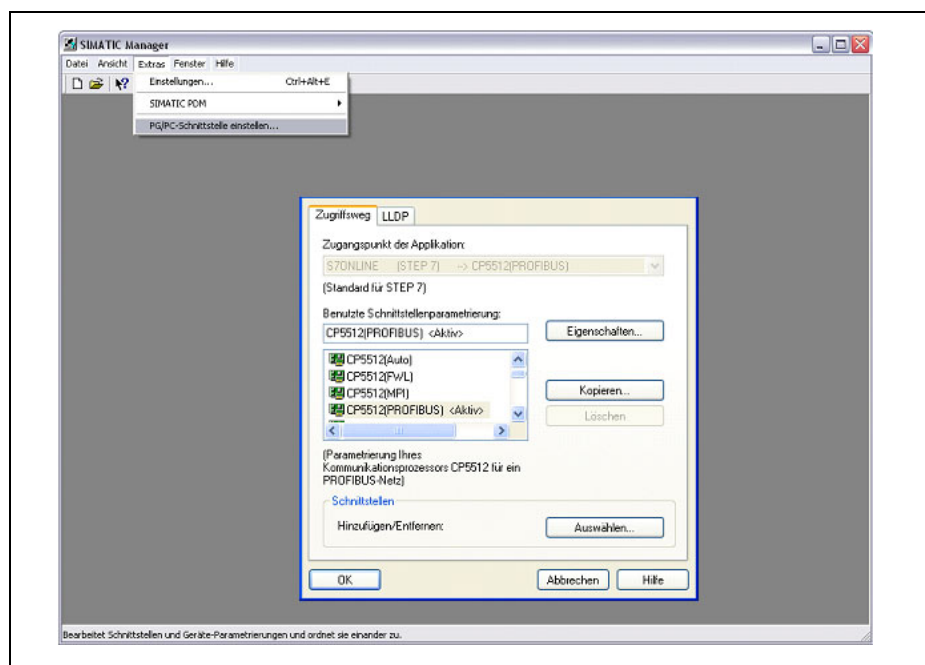 SIMATIC Manager
Datei Ansicht Extras Fenster Hilfe
Einstellungen... Ctrl+Alt+E
SIMATIC PDM
PG/PC-Schnittstelle einstellen...
Zugriffsweg LLDP
Zugangspunkt der Applikation:
S7ONLINE (STEP 7) --> CP5512(PROFIBUS)
(Standard für STEP 7)
Benutzte Schnittstellenparametrierung:
CP5512(PROFIBUS) <Aktiv>
Eigenschaften...
CP5512(Auto)
CP5512(FWL)
CP5512(MPI)
CP5512(PROFIBUS) <Aktiv>
Kopieren...
Löschen
(Parametrierung Ihres
Kommunikationsprozessors CP5512 für ein
PROFIBUS-Netz)
Schnittstellen
Hinzufügen/Entfernen:
Auswählen...
OK Abbrechen Hilfe
Bearbeitet Schnittstellen und Geräte-Parametrierungen und ordnet sie einander zu.